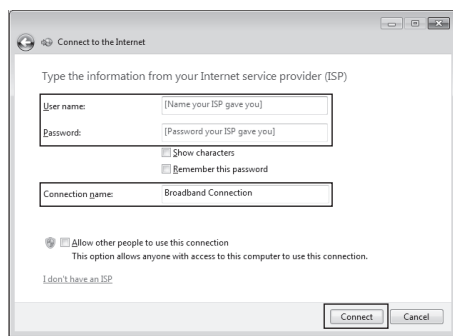 Connect to the Internet
Type the information from your Internet service provider (ISP)
User name: [Name your ISP gave you]
Password: [Password your ISP gave you]
Show characters
Remember this password
Connection name: Broadband Connection
Allow other people to use this connection
This option allows anyone with access to this computer to use this connection.
I don't have an ISP
Connect Cancel